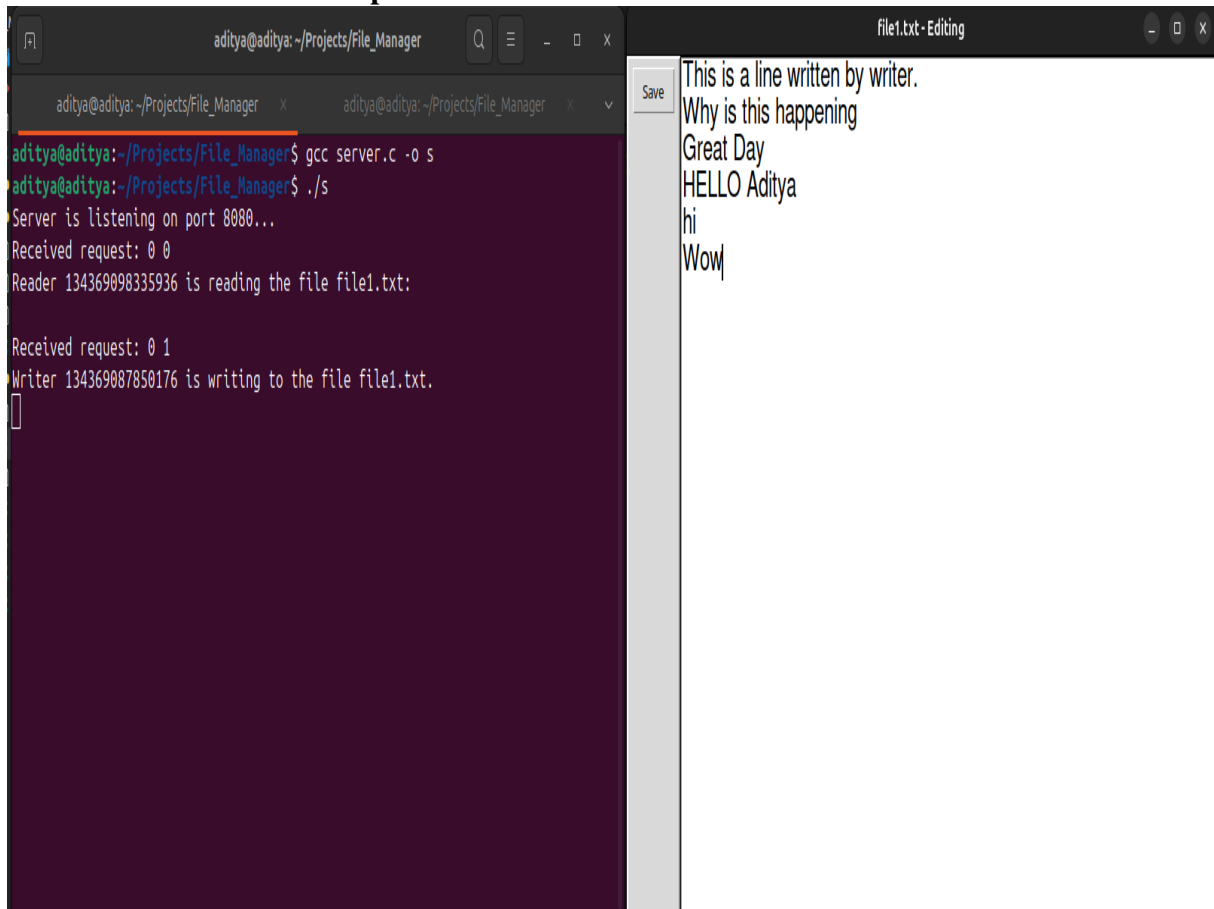 aditya@aditya: ~/Projects/File_Manager
aditya@aditya: ~/Projects/File_Manager × aditya@aditya: ~/Projects/File_Manager ×
aditya@aditya:~/Projects/File_Manager$ gcc server.c -o s
aditya@aditya:~/Projects/File_Manager$ ./s
Server is listening on port 8080...
Received request: 0 0
Reader 134369098335936 is reading the file file1.txt:
Received request: 0 1
Writer 134369087850176 is writing to the file file1.txt.
file1.txt - Editing
Save
This is a line written by writer.
Why is this happening
Great Day
HELLO Aditya
hi
Wow